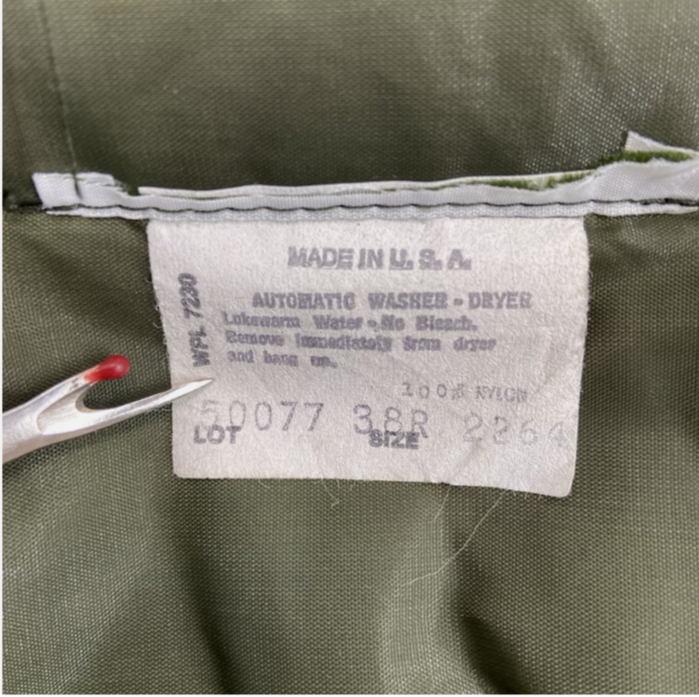 MADE IN U. S. A.
WPL 7230
AUTOMATIC WASHER - DRYER
Lukewarm Water - No Bleach.
Remove immediately from dryer
and hang up.
100% NYLON
50077 38R 2264
LOT SIZE